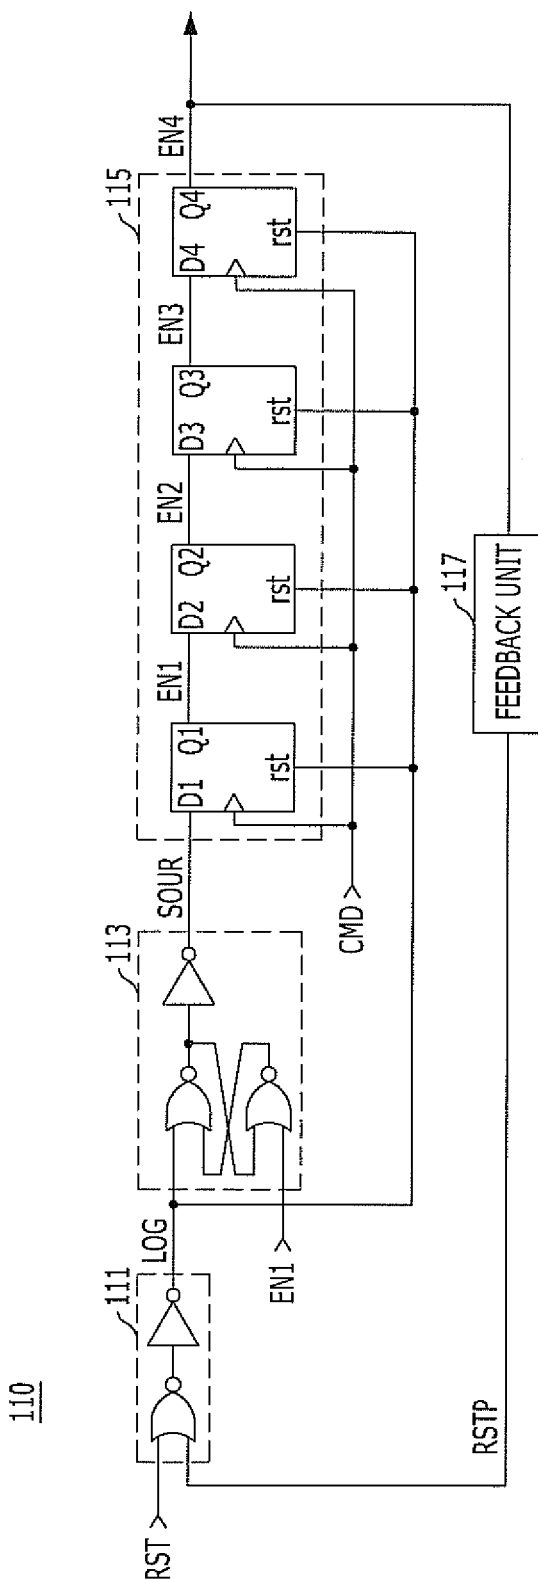 110
RST
111
LOG
EN1
113
SOUR
CMD
115
D1 Q1
rst
EN1
D2 Q2
rst
EN2
D3 Q3
rst
EN3
D4 Q4
rst
EN4
RSTP
117
FEEDBACK UNIT